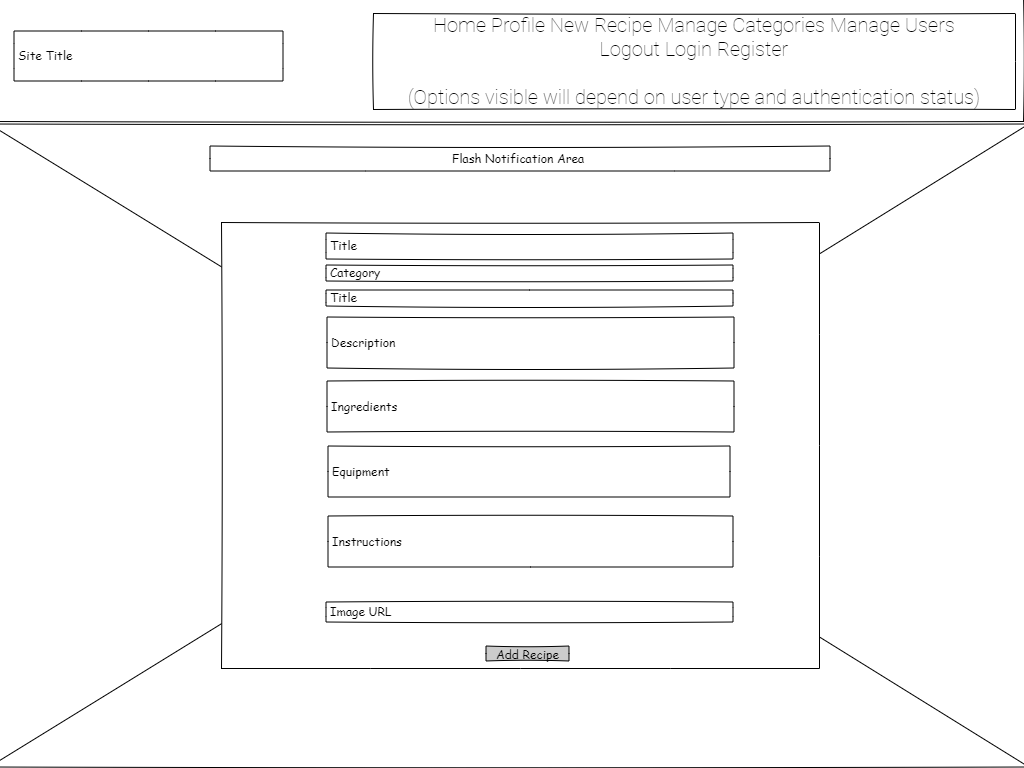 Home Profile New Recipe Manage Categories Manage Users
Logout Login Register
Site Title
(Options visible will depend on user type and authentication status)
Flash Notification Area
Title
Category
Title
Description
Ingredients
Equipment
Instructions
Image URL
Add Recipe